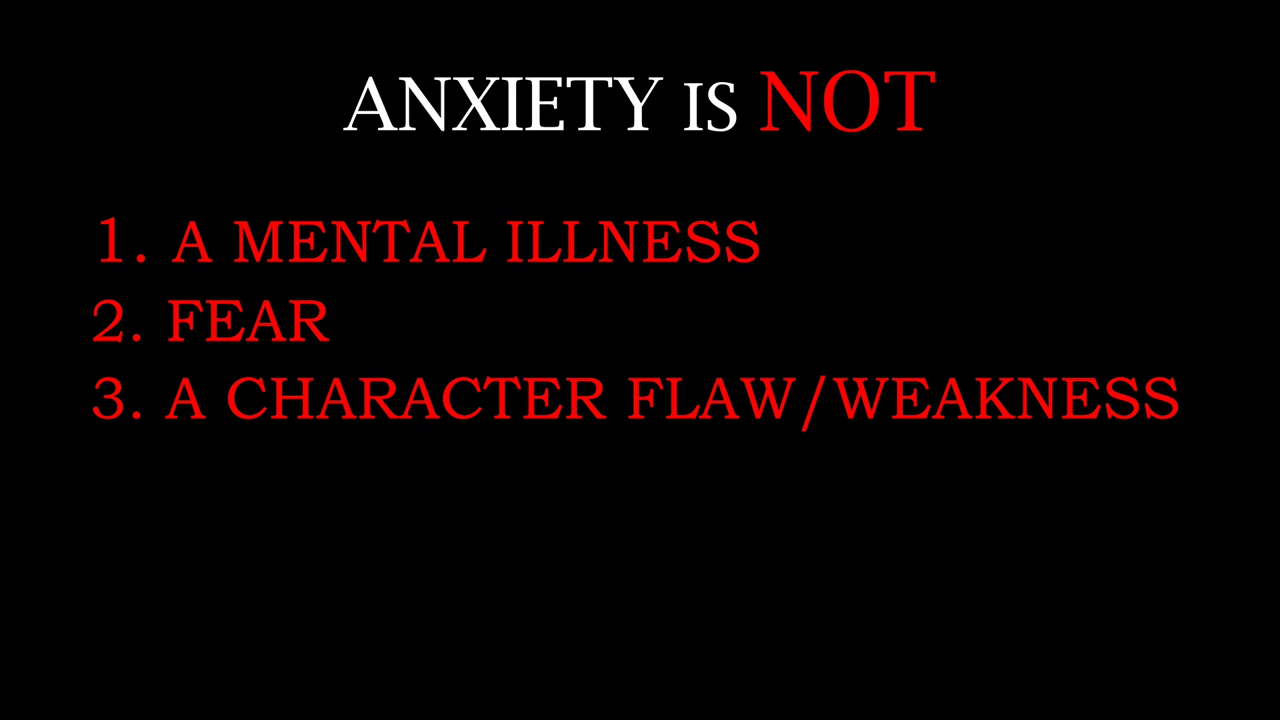 ANXIETY IS NOT
1. A MENTAL ILLNESS
2. FEAR
3. A CHARACTER FLAW/WEAKNESS